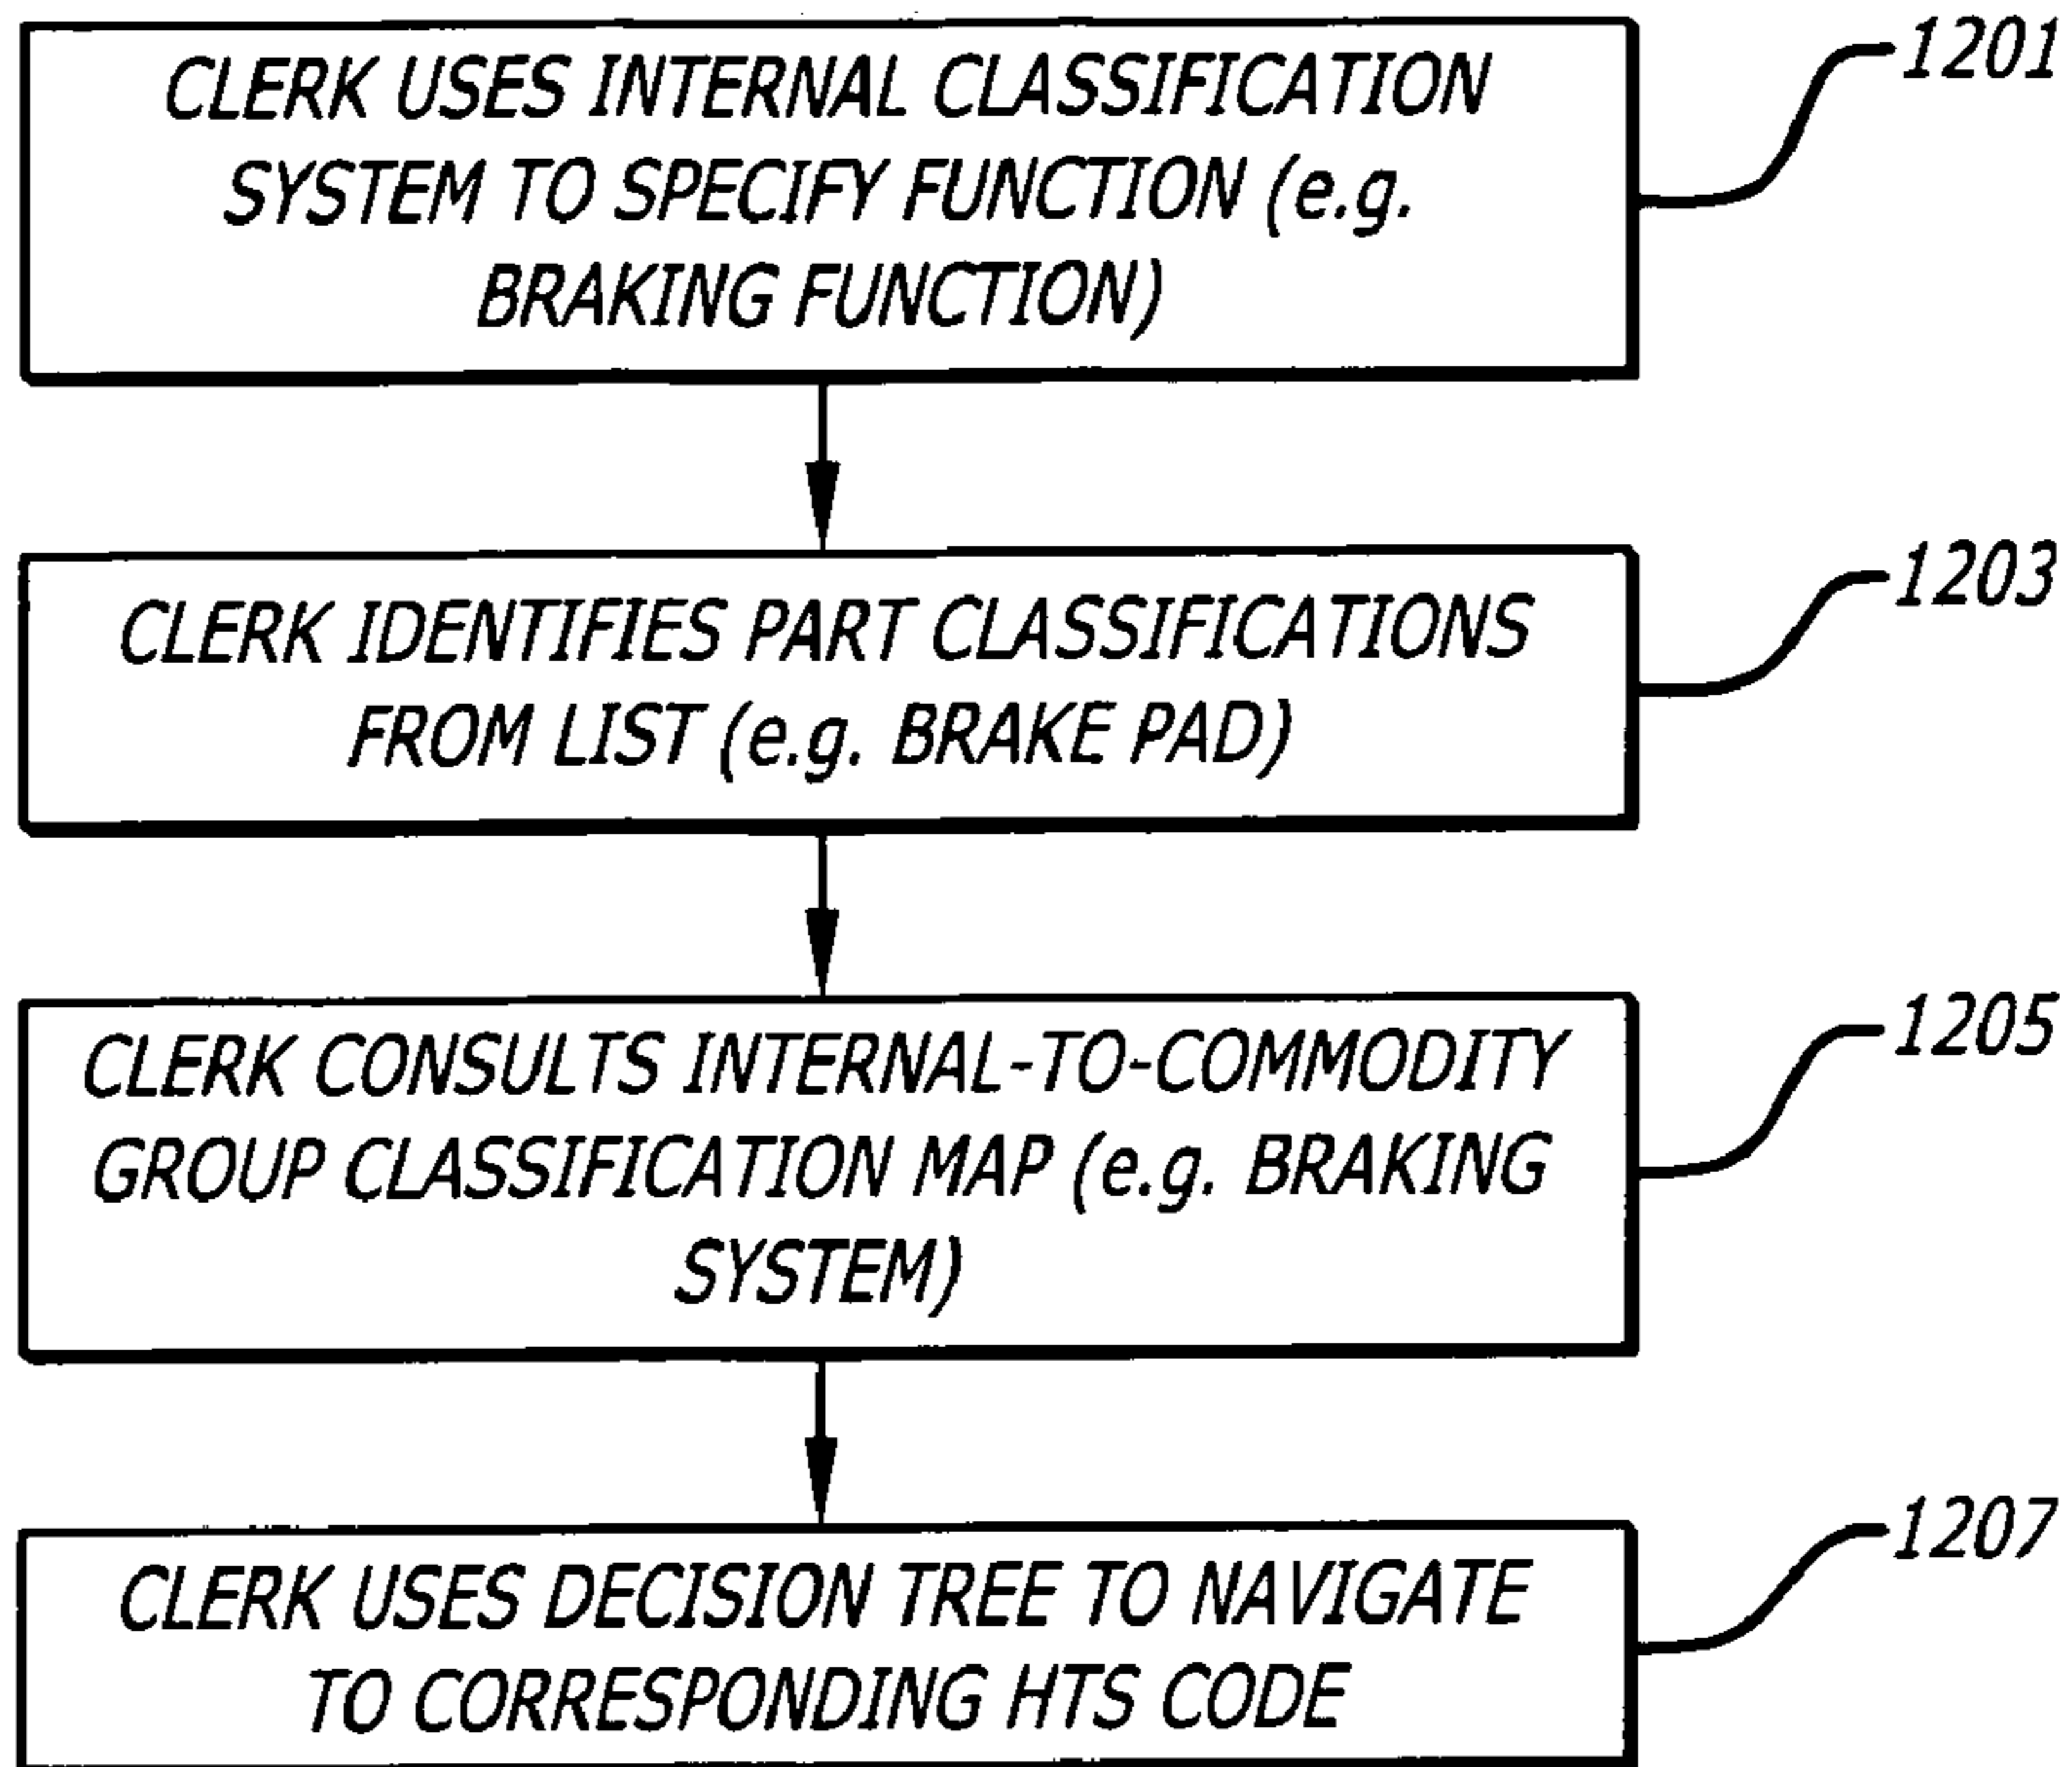 CLERK USES INTERNAL CLASSIFICATION
SYSTEM TO SPECIFY FUNCTION (e.g.
BRAKING FUNCTION)
1201
CLERK IDENTIFIES PART CLASSIFICATIONS
FROM LIST (e.g. BRAKE PAD)
1203
CLERK CONSULTS INTERNAL-TO-COMMODITY
GROUP CLASSIFICATION MAP (e.g. BRAKING
SYSTEM)
1205
CLERK USES DECISION TREE TO NAVIGATE
TO CORRESPONDING HTS CODE
1207